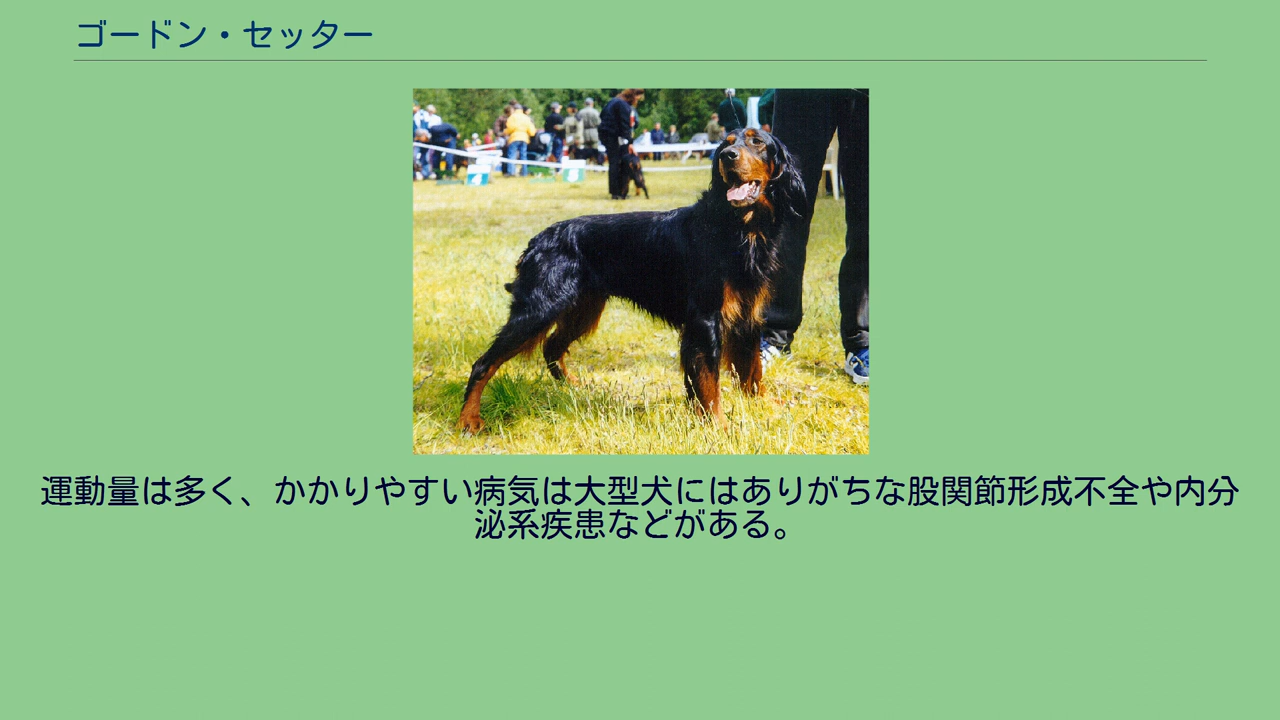 ゴードン・セッター
運動量は多く、かかりやすい病気は大型犬にはありがちな股関節形成不全や内分
泌系疾患などがある。